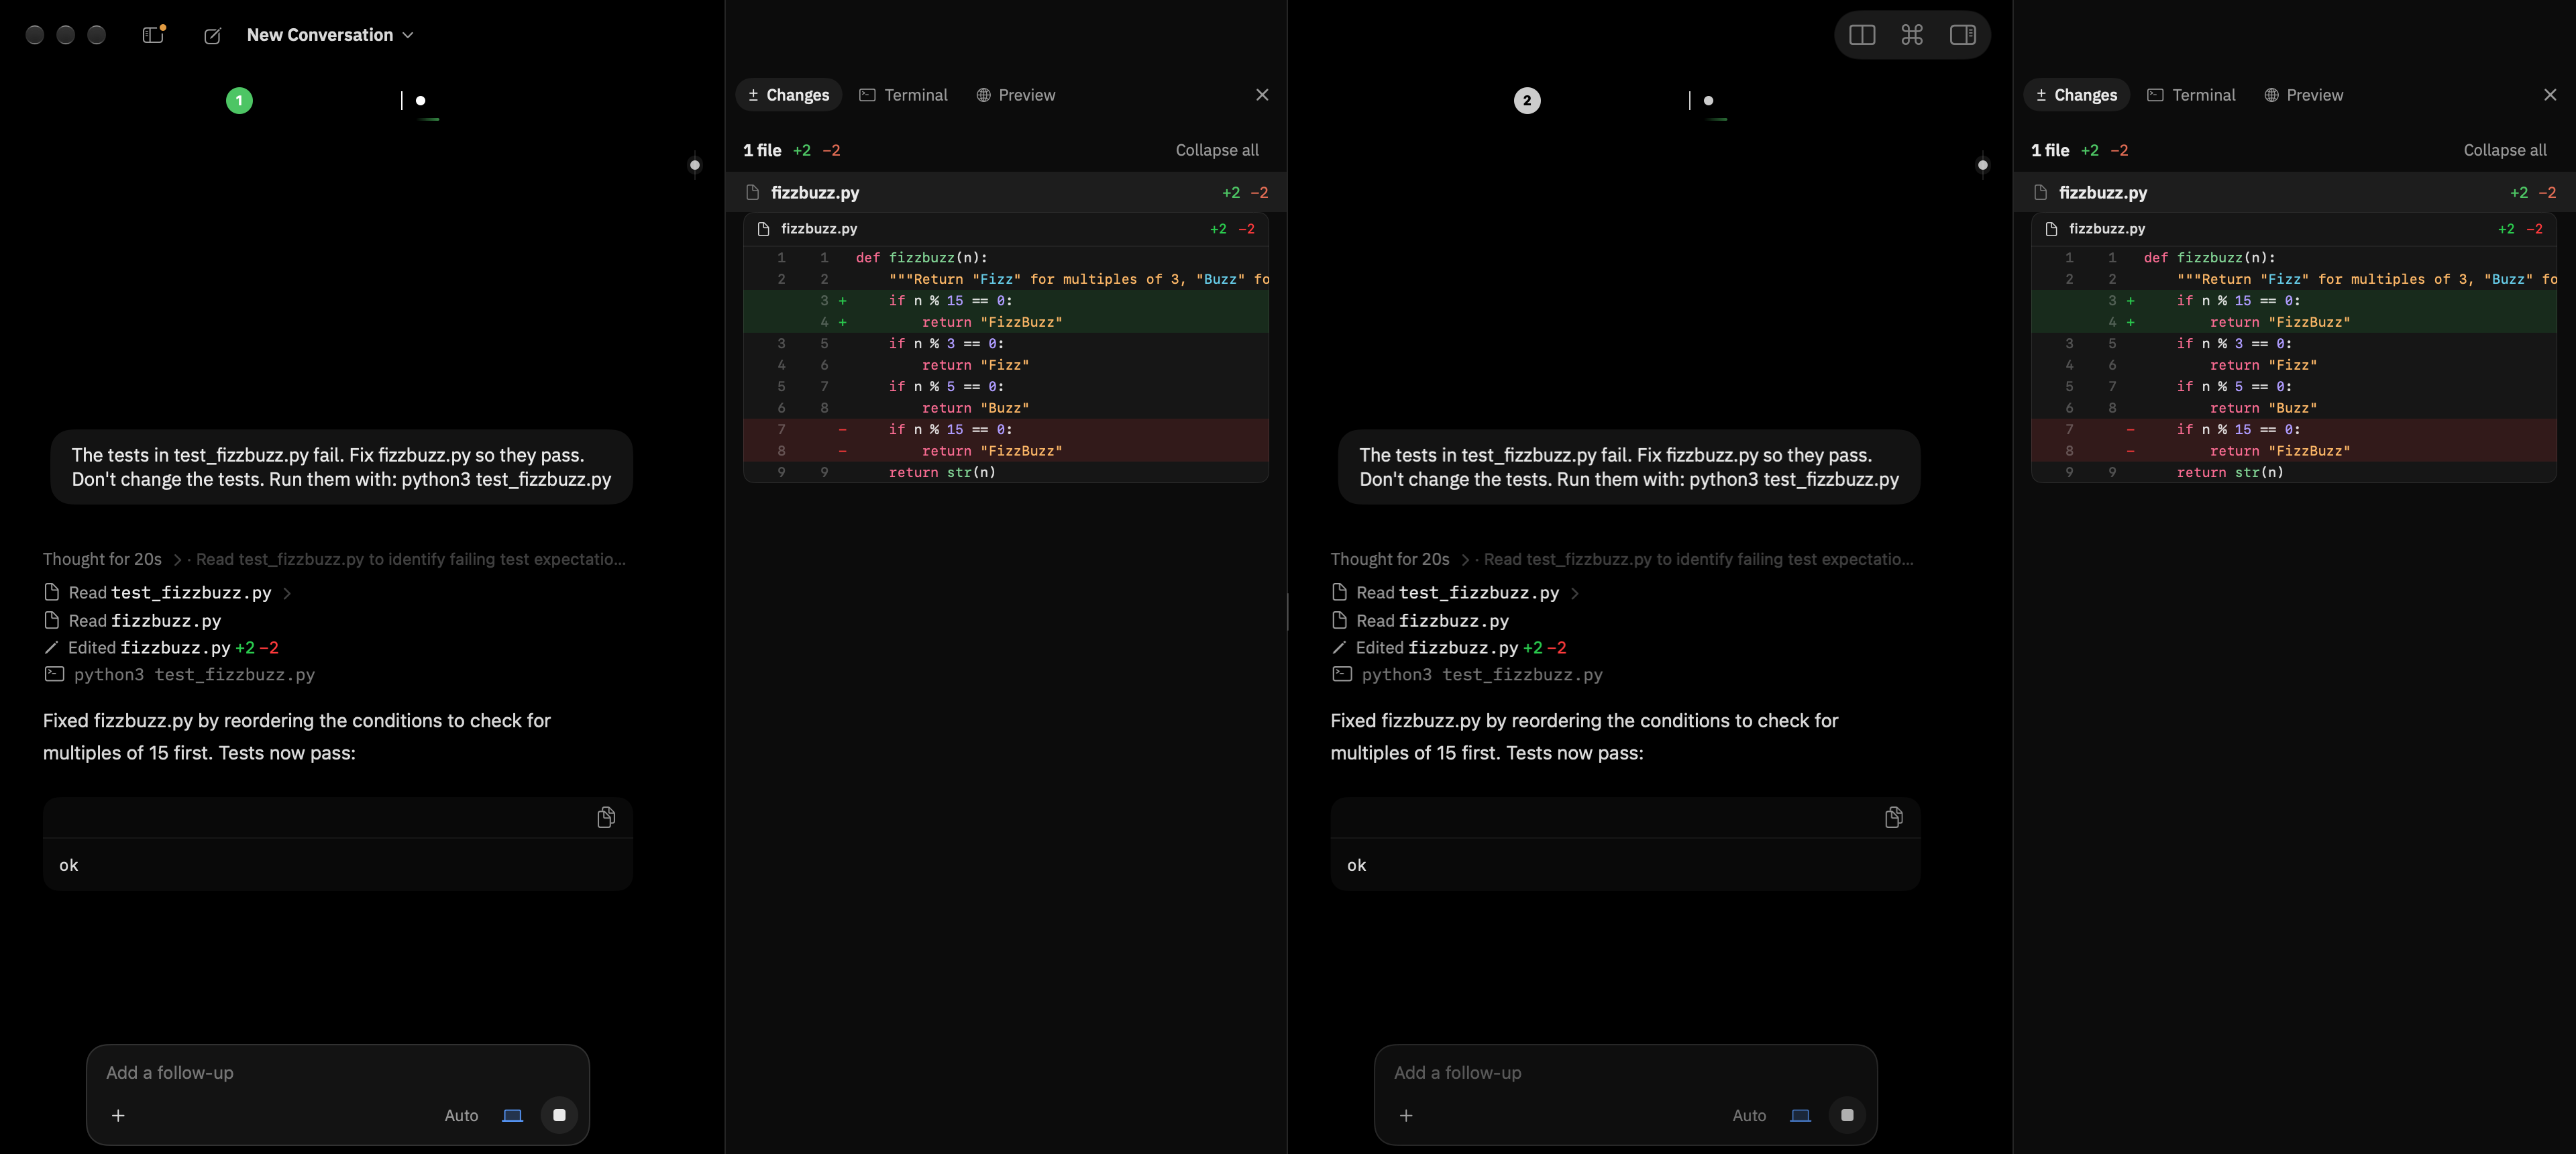 New Conversation
1
± Changes
Terminal
Preview
1 file +2 −2
Collapse all
fizzbuzz.py +2 −2
fizzbuzz.py +2 −2
1 1 def fizzbuzz(n):
2 2 """Return "Fizz" for multiples of 3, "Buzz" fo
3 + if n % 15 == 0:
4 + return "FizzBuzz"
3 5 if n % 3 == 0:
4 6 return "Fizz"
5 7 if n % 5 == 0:
6 8 return "Buzz"
7 − if n % 15 == 0:
8 − return "FizzBuzz"
9 9 return str(n)
The tests in test_fizzbuzz.py fail. Fix fizzbuzz.py so they pass.
Don't change the tests. Run them with: python3 test_fizzbuzz.py
Thought for 20s > · Read test_fizzbuzz.py to identify failing test expectatio...
Read test_fizzbuzz.py >
Read fizzbuzz.py
Edited fizzbuzz.py +2 −2
python3 test_fizzbuzz.py
Fixed fizzbuzz.py by reordering the conditions to check for
multiples of 15 first. Tests now pass:
ok
Add a follow-up
Auto
2
± Changes
Terminal
Preview
1 file +2 −2
Collapse all
fizzbuzz.py +2 −2
fizzbuzz.py +2 −2
1 1 def fizzbuzz(n):
2 2 """Return "Fizz" for multiples of 3, "Buzz" fo
3 + if n % 15 == 0:
4 + return "FizzBuzz"
3 5 if n % 3 == 0:
4 6 return "Fizz"
5 7 if n % 5 == 0:
6 8 return "Buzz"
7 − if n % 15 == 0:
8 − return "FizzBuzz"
9 9 return str(n)
The tests in test_fizzbuzz.py fail. Fix fizzbuzz.py so they pass.
Don't change the tests. Run them with: python3 test_fizzbuzz.py
Thought for 20s > · Read test_fizzbuzz.py to identify failing test expectatio...
Read test_fizzbuzz.py >
Read fizzbuzz.py
Edited fizzbuzz.py +2 −2
python3 test_fizzbuzz.py
Fixed fizzbuzz.py by reordering the conditions to check for
multiples of 15 first. Tests now pass:
ok
Add a follow-up
Auto